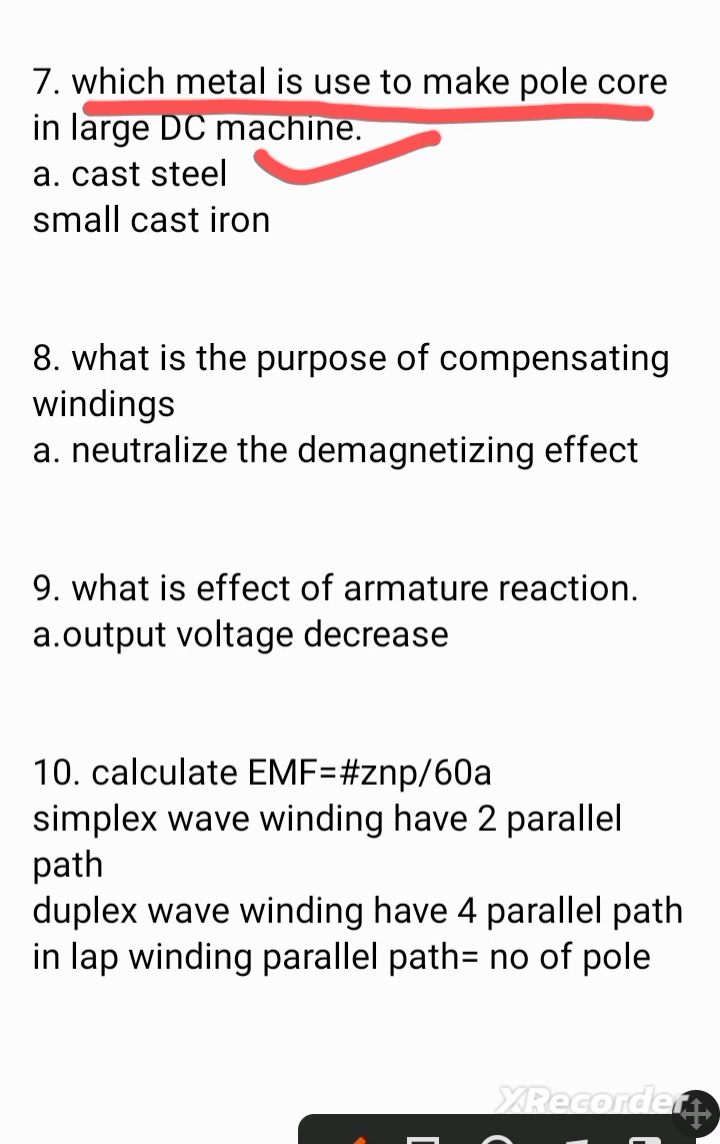 7. which metal is use to make pole core
in large DC machine.
a. cast steel
small cast iron
8. what is the purpose of compensating
windings
a. neutralize the demagnetizing effect
9. what is effect of armature reaction.
a.output voltage decrease
10. calculate EMF=#znp/60a
simplex wave winding have 2 parallel
path
duplex wave winding have 4 parallel path
in lap winding parallel path= no of pole
XRecorder